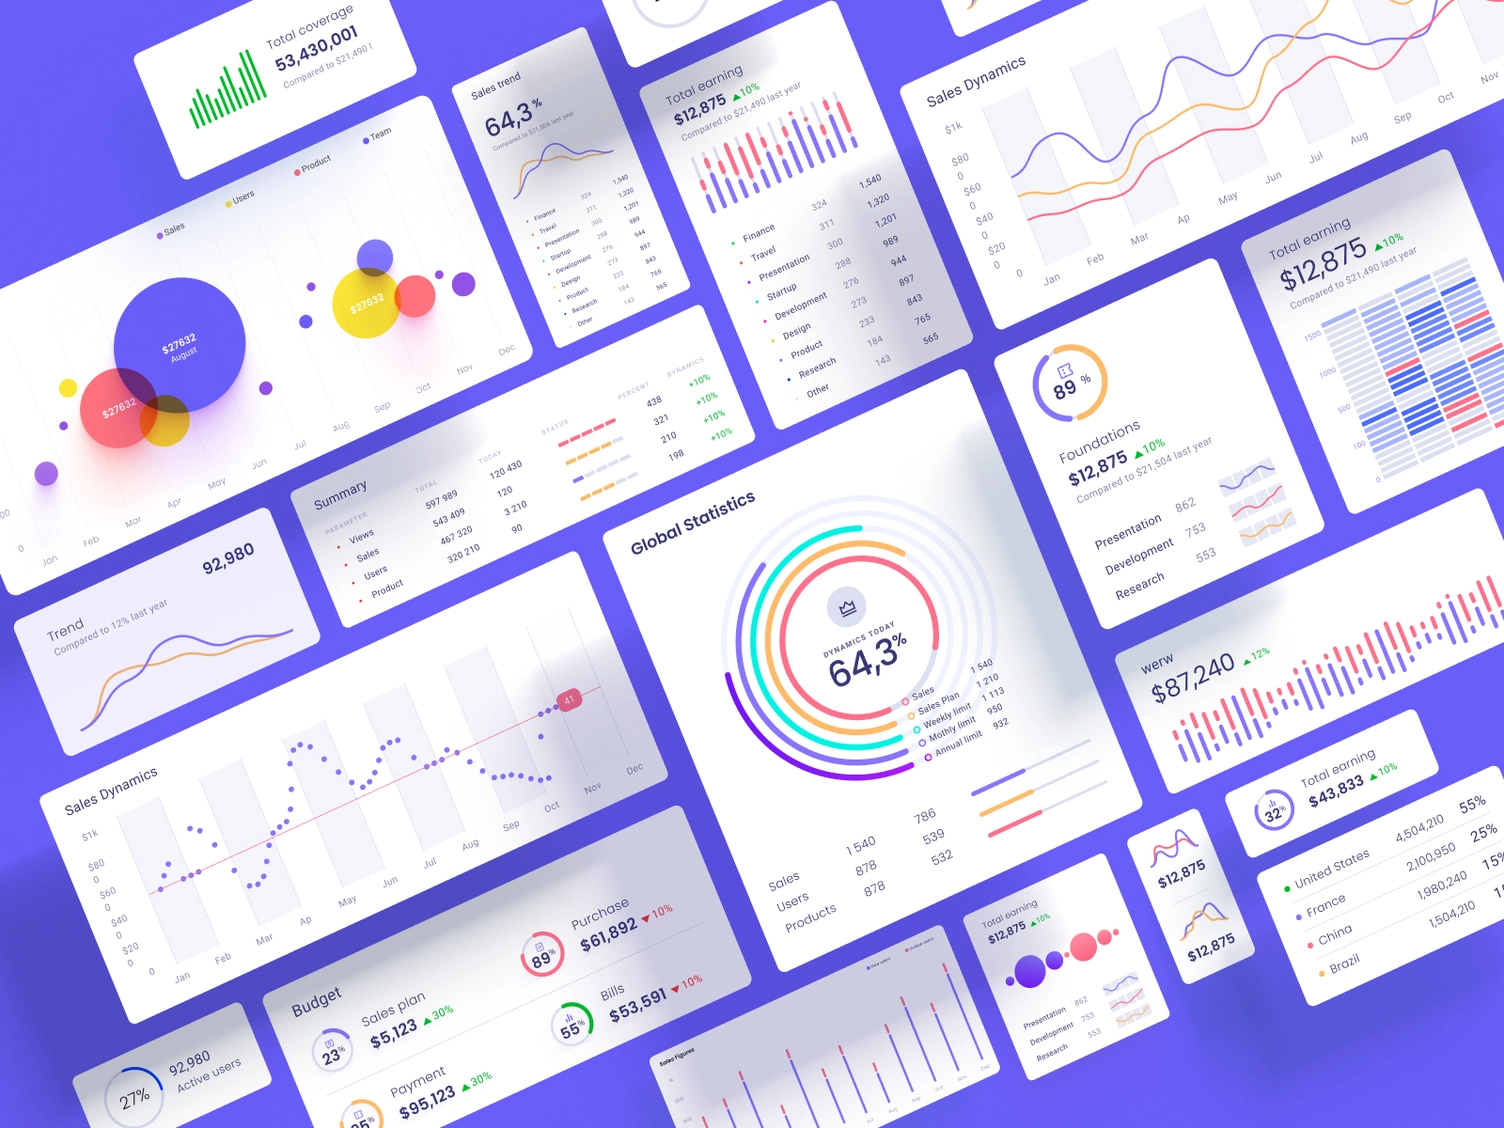 Total coverage
53,430,001
Compared to $21,490 l
Sales
Users
Product
Team
$27632
August
$27632
$27632
0
Jan
Feb
Mar
Apr
May
Jun
Jul
Aug
Sep
Oct
Nov
Dec
Sales trend
64,3%
Compared to $21,504 last year
Finance 324 1,540
Travel 311 1,320
Presentation 300 1,201
Startup 288 989
Development 276 944
Design 273 897
Product 233 843
Research 184 765
Other 143 565
Total earning
$12,875 10%
Compared to $21,490 last year
Finance 324 1,540
Travel 311 1,320
Presentation 300 1,201
Startup 288 989
Development 276 944
Design 273 897
Product 233 843
Research 184 765
Other 143 565
Sales Dynamics
$1k
$80
0
$60
0
$40
0
$20
0
0
Jan
Feb
Mar
Ap
May
Jun
Jul
Aug
Sep
Oct
Nov
Total earning
$12,875 10%
Compared to $21,490 last year
1500
1000
500
100
0
Summary
PARAMETER TOTAL TODAY STATUS PERCENT DYNAMICS
Views 597 989 120 430 438 +10%
Sales 543 409 120 321 +10%
Users 467 320 3 210 210 +10%
Product 320 210 90 198 +10%
Trend
92,980
Compared to 12% last year
89 %
Foundations
$12,875 10%
Compared to $21,504 last year
Presentation 862
Development 753
Research 553
Global Statistics
DYNAMICS TODAY
64,3%
Sales 1 540
Sales Plan 1 210
Weekly limit 1 113
Mothly limit 950
Annual limit 932
Sales 1 540 786
Users 878 539
Products 878 532
werw
$87,240 12%
Sales Dynamics
$1k
$80
0
$60
0
$40
0
$20
0
0
41
Jan
Feb
Mar
Ap
May
Jun
Jul
Aug
Sep
Oct
Nov
Dec
Total earning
32%
$43,833 10%
United States 4,504,210 55%
France 2,100,950 25%
China 1,980,240 15%
Brazil 1,504,210
$12,875
$12,875
Total earning
$12,875 10%
Presentation 862
Development 753
Research 553
Budget
23%
Sales plan
$5,123 30%
89%
Purchase
$61,892 10%
Payment
$95,123 30%
55%
Bills
$53,591 10%
27%
92,980
Active users
Sales Figures
Jul
Aug
Sep
Oct
Nov
Dec